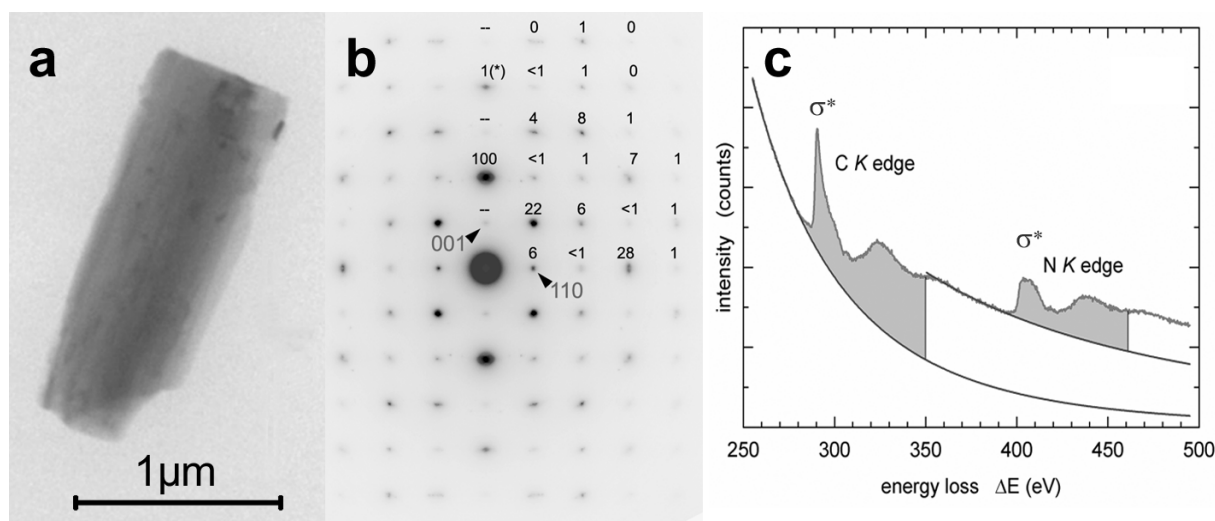 a
1µm
b
-- 0 1 0
1(*) <1 1 0
-- 4 8 1
100 <1 1 7 1
-- 22 6 <1 1
001
6 <1 28 1
110
c
σ*
C K edge
σ*
N K edge
intensity (counts)
250 300 350 400 450 500
energy loss ΔE (eV)